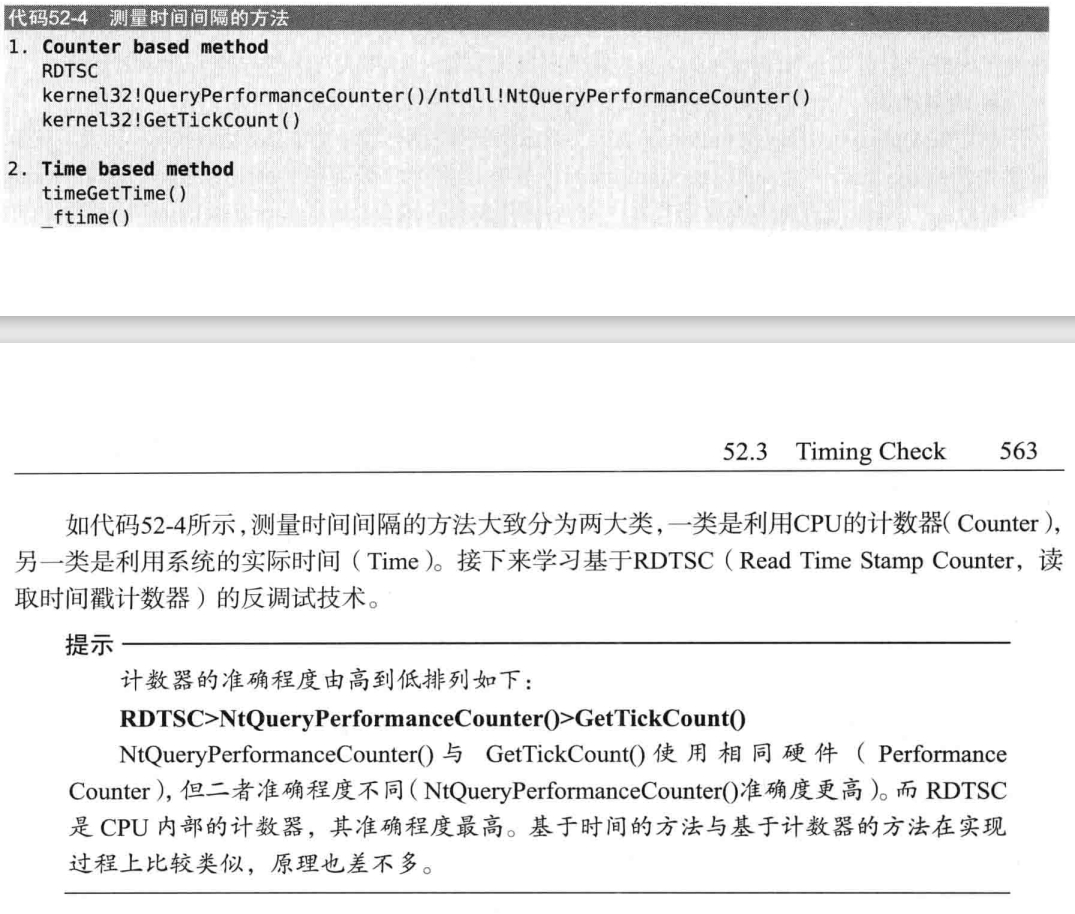 代码52-4 测量时间间隔的方法
1. Counter based method
RDTSC
kernel32!QueryPerformanceCounter()/ntdll!NtQueryPerformanceCounter()
kernel32!GetTickCount()
2. Time based method
timeGetTime()
_ftime()
52.3 Timing Check 563
如代码52-4所示,测量时间间隔的方法大致分为两大类,一类是利用CPU的计数器(Counter),
另一类是利用系统的实际时间(Time)。接下来学习基于RDTSC(Read Time Stamp Counter,读
取时间戳计数器)的反调试技术。
提示
计数器的准确程度由高到低排列如下:
RDTSC>NtQueryPerformanceCounter()>GetTickCount()
NtQueryPerformanceCounter()与 GetTickCount()使用相同硬件(Performance
Counter),但二者准确程度不同(NtQueryPerformanceCounter()准确度更高)。而 RDTSC
是 CPU 内部的计数器,其准确程度最高。基于时间的方法与基于计数器的方法在实现
过程上比较类似,原理也差不多。